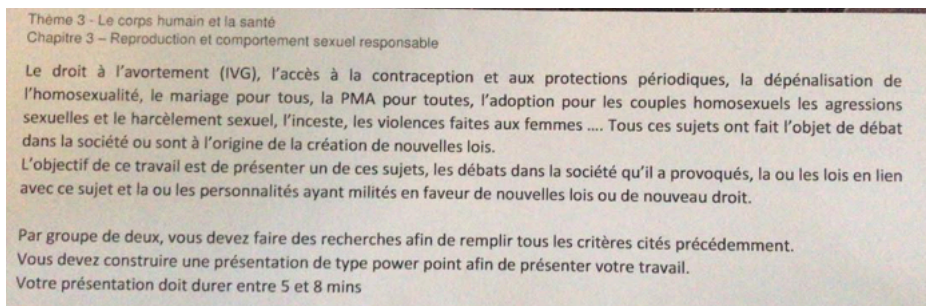 Thème 3 - Le corps humain et la santé
Chapitre 3 – Reproduction et comportement sexuel responsable
Le droit à l'avortement (IVG), l'accès à la contraception et aux protections périodiques, la dépénalisation de
l'homosexualité, le mariage pour tous, la PMA pour toutes, l'adoption pour les couples homosexuels les agressions
sexuelles et le harcèlement sexuel, l'inceste, les violences faites aux femmes .... Tous ces sujets ont fait l'objet de débat
dans la société ou sont à l'origine de la création de nouvelles lois.
L'objectif de ce travail est de présenter un de ces sujets, les débats dans la société qu'il a provoqués, la ou les lois en lien
avec ce sujet et la ou les personnalités ayant milités en faveur de nouvelles lois ou de nouveau droit.
Par groupe de deux, vous devez faire des recherches afin de remplir tous les critères cités précédemment.
Vous devez construire une présentation de type power point afin de présenter votre travail.
Votre présentation doit durer entre 5 et 8 mins